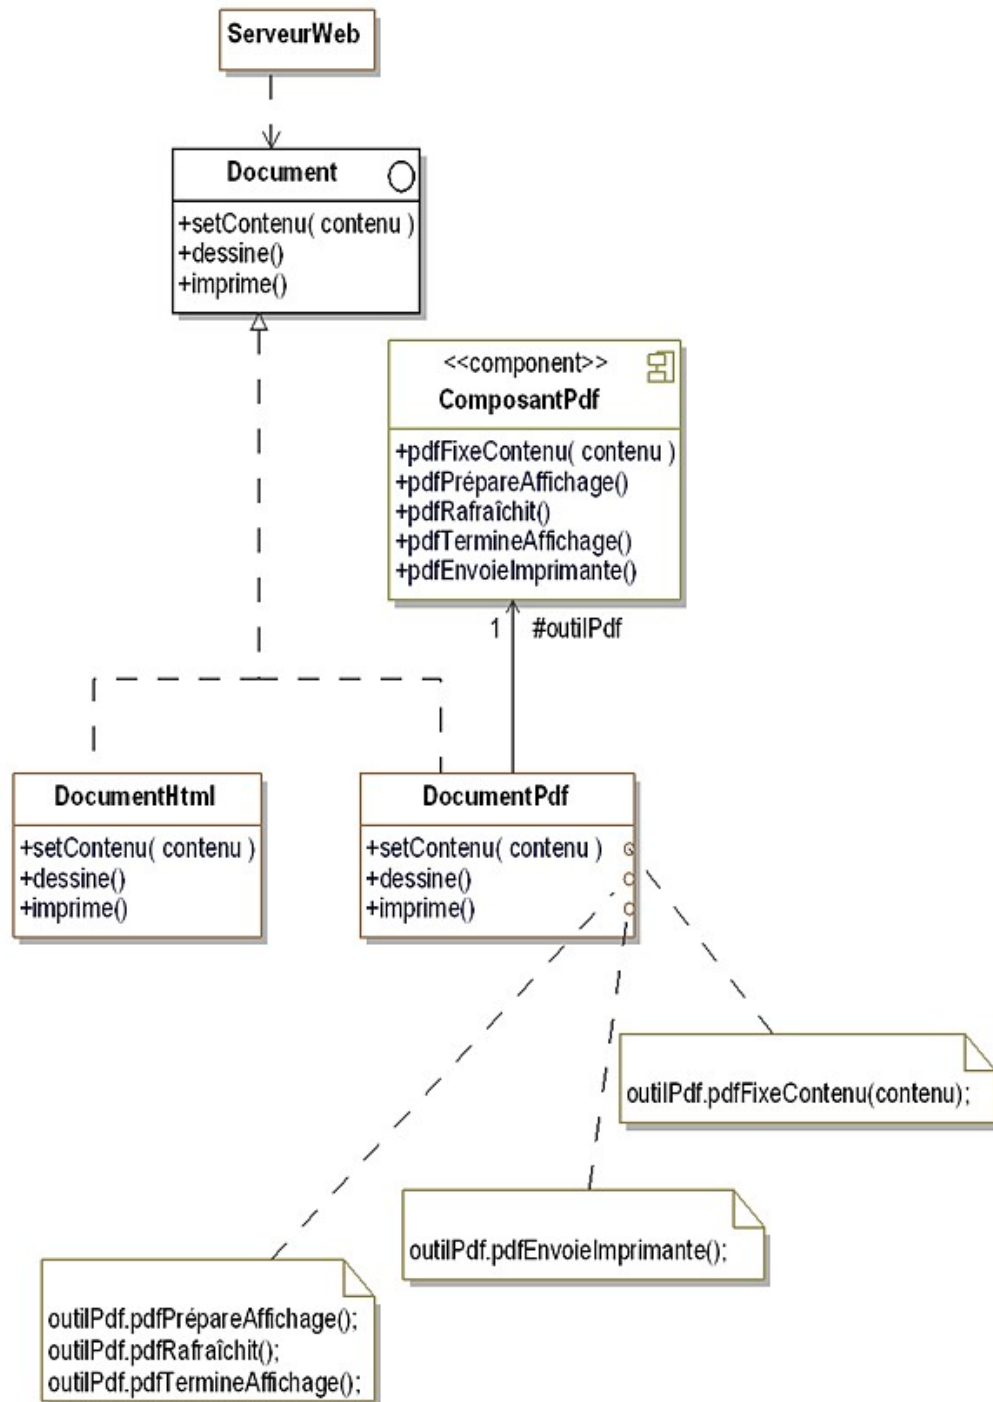 ServeurWeb
Document
+setContenu( contenu )
+dessine()
+imprime()
<<component>>
ComposantPdf
+pdfFixeContenu( contenu )
+pdfPrépareAffichage()
+pdfRafraîchit()
+pdfTermineAffichage()
+pdfEnvoieImprimante()
1 #outilPdf
DocumentHtml
+setContenu( contenu )
+dessine()
+imprime()
DocumentPdf
+setContenu( contenu )
+dessine()
+imprime()
outilPdf.pdfFixeContenu(contenu);
outilPdf.pdfEnvoieImprimante();
outilPdf.pdfPrépareAffichage();
outilPdf.pdfRafraîchit();
outilPdf.pdfTermineAffichage();